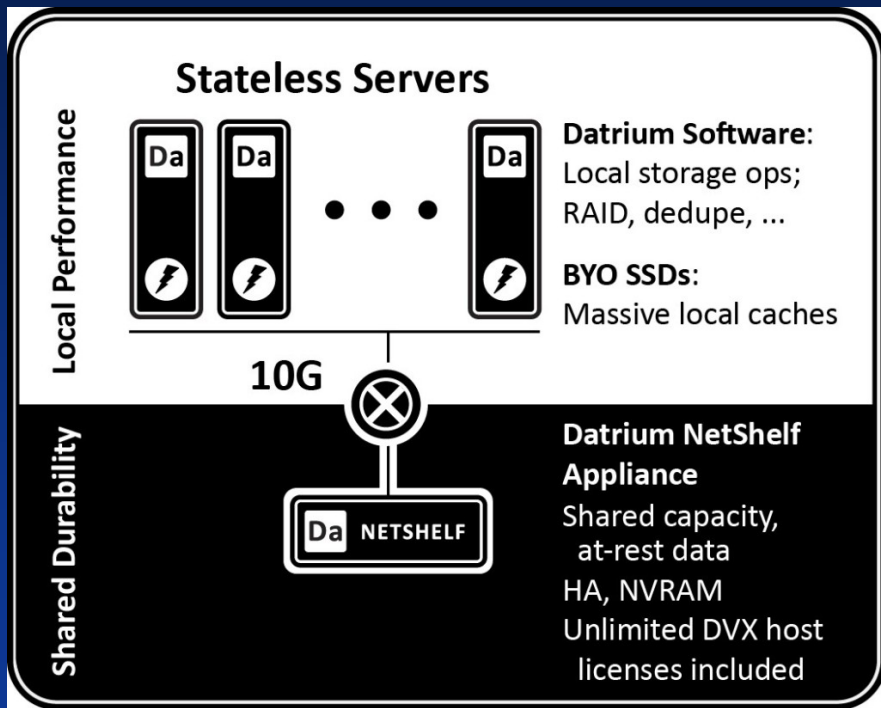 Stateless Servers
Local Performance
Da
Da
Da
Datrium Software:
Local storage ops;
RAID, dedupe, ...
BYO SSDs:
Massive local caches
10G
Shared Durability
Da NETSHELF
Datrium NetShelf
Appliance
Shared capacity,
at-rest data
HA, NVRAM
Unlimited DVX host
licenses included